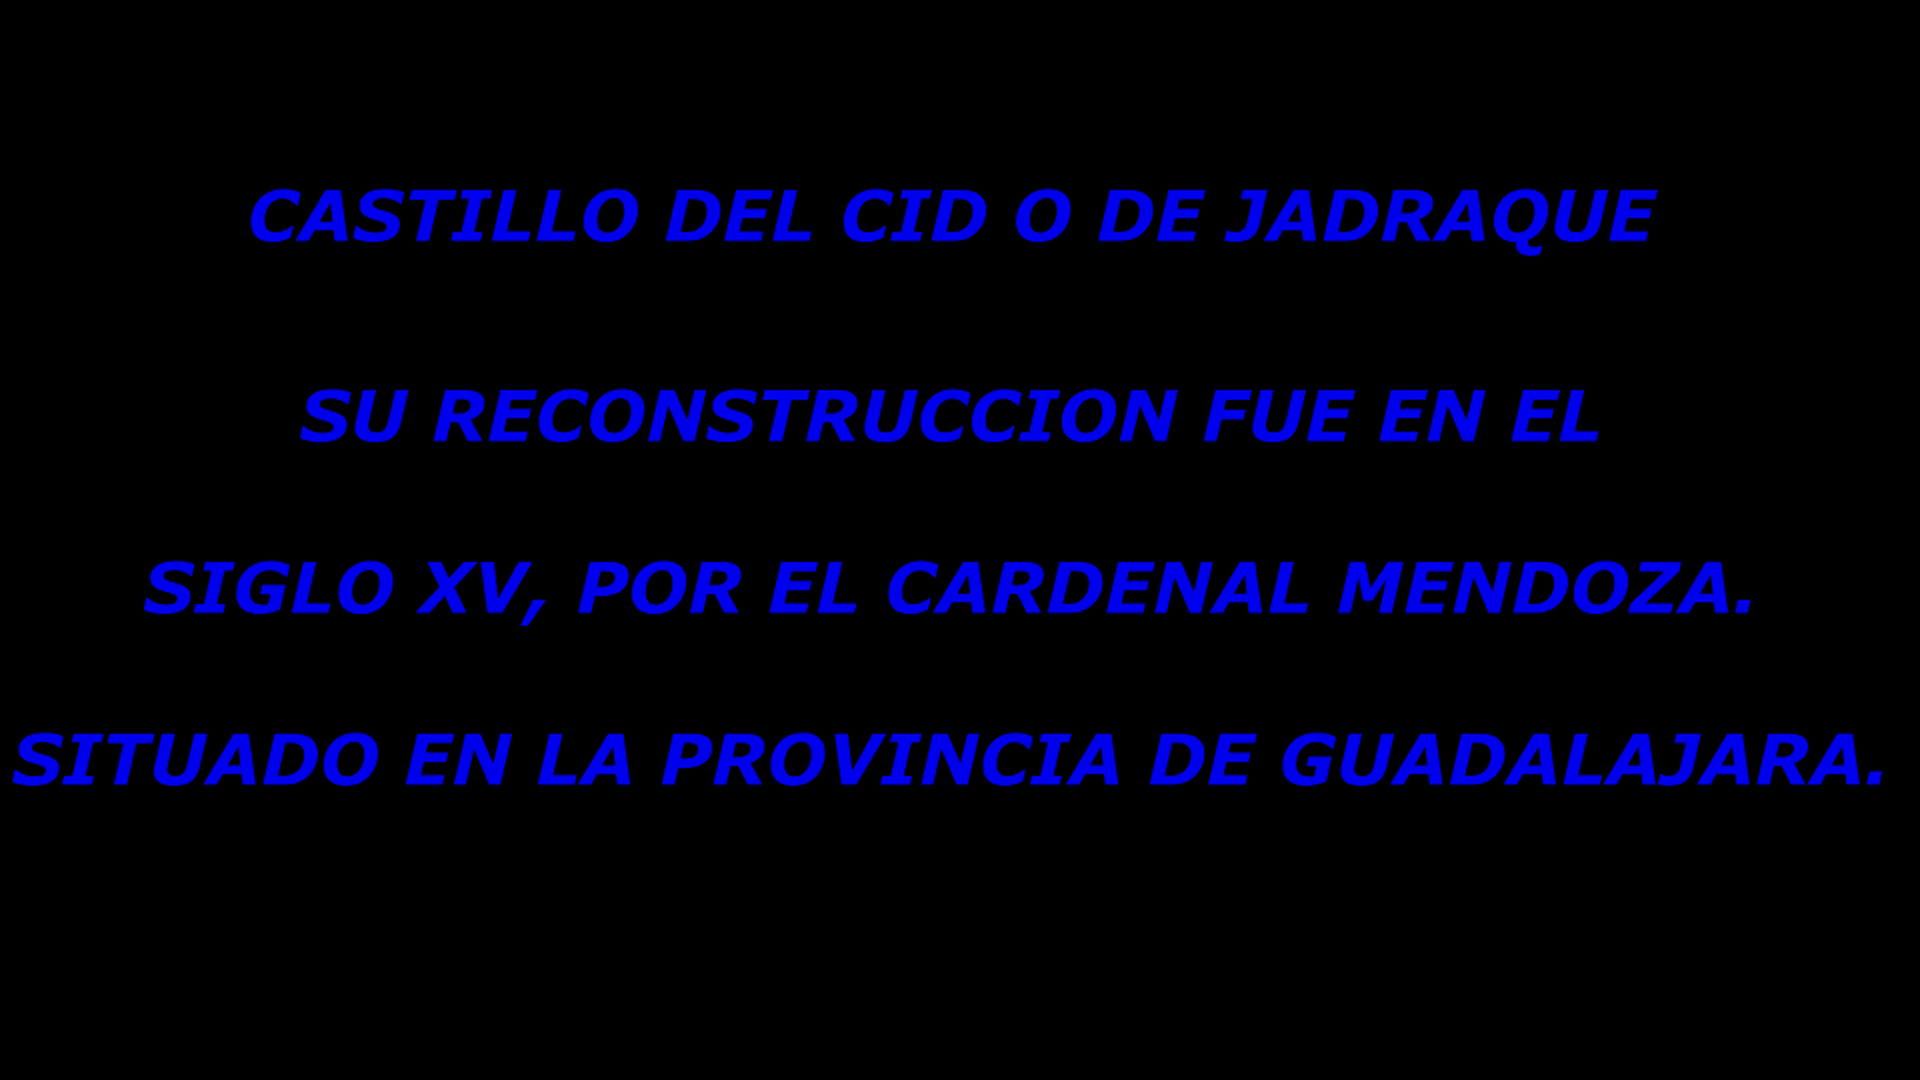 CASTILLO DEL CID O DE JADRAQUE
SU RECONSTRUCCION FUE EN EL
SIGLO XV, POR EL CARDENAL MENDOZA.
SITUADO EN LA PROVINCIA DE GUADALAJARA.